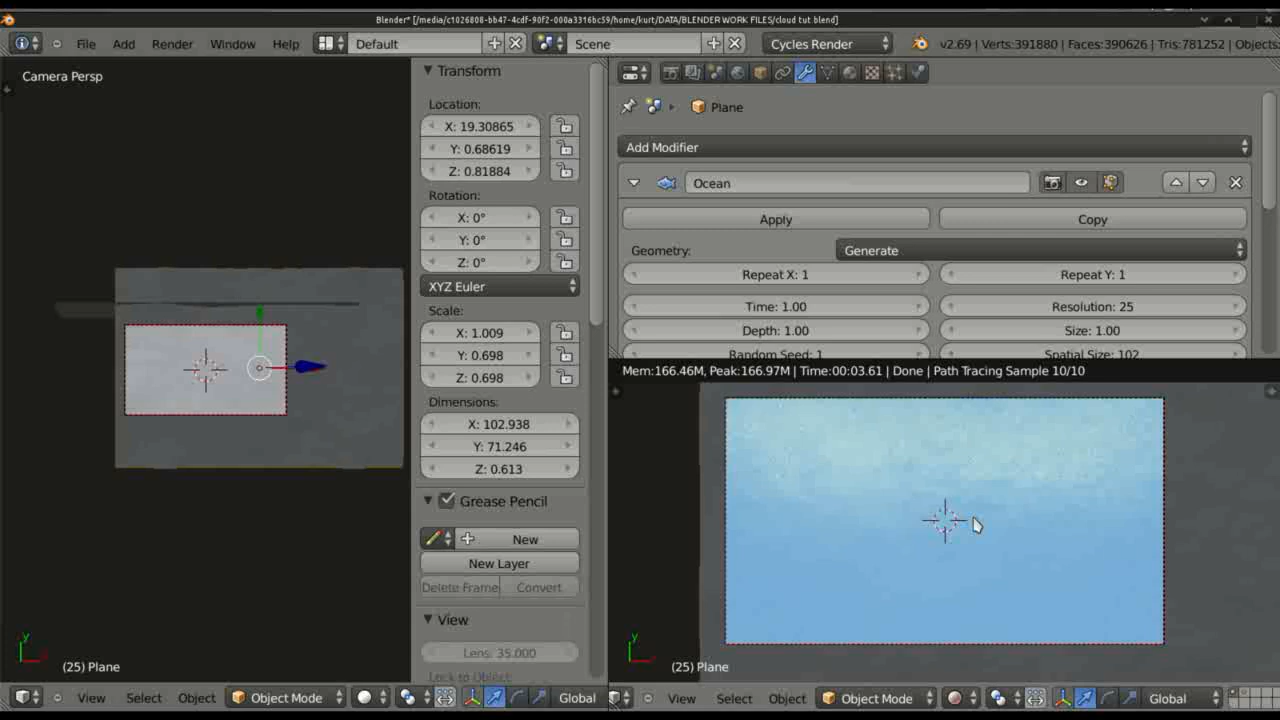 Blender* [/media/c1026808-bb47-4cdf-90f2-000a3316bc59/home/kurt/DATA/BLENDER WORK FILES/cloud tut blend]
File Add Render Window Help Default Scene Cycles Render v2.69 | Verts:391880 | Faces:390626 | Tris:781252 | Objects:
Camera Persp
Transform
Location:
X: 19.30865
Y: 0.68619
Z: 0.81884
Rotation:
X: 0°
Y: 0°
Z: 0°
XYZ Euler
Scale:
X: 1.009
Y: 0.698
Z: 0.698
Dimensions:
X: 102.938
Y: 71.246
Z: 0.613
Grease Pencil
New
New Layer
Delete Frame Convert
View
Lens: 35.000
Lock to Object:
y
(25) Plane
View Select Object Object Mode Global
Plane
Add Modifier
Ocean
Apply Copy
Geometry: Generate
Repeat X: 1 Repeat Y: 1
Time: 1.00 Resolution: 25
Depth: 1.00 Size: 1.00
Random Seed: 1 Spatial Size: 102
Mem:166.46M, Peak:166.97M | Time:00:03.61 | Done | Path Tracing Sample 10/10
y
(25) Plane
View Select Object Object Mode Global